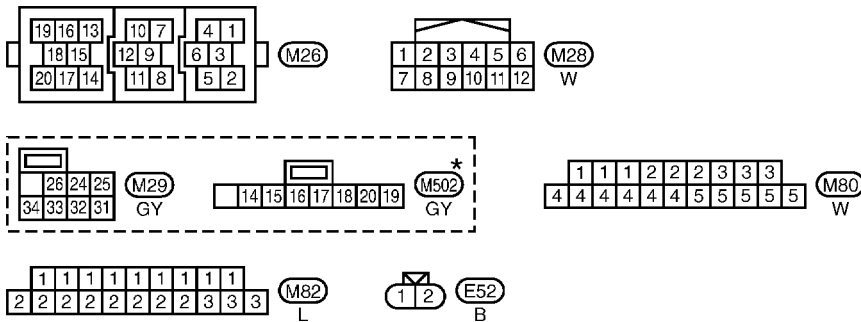 19 16 13 10 7 4 1
18 15 12 9 6 3 M26
20 17 14 11 8 5 2
1 2 3 4 5 6 M28
7 8 9 10 11 12 W
26 24 25 M29
34 33 32 31 GY
*
14 15 16 17 18 20 19 M502
GY
1 1 1 2 2 2 3 3 3 M80
4 4 4 4 4 4 5 5 5 5 5 W
1 1 1 1 1 1 1 1 1 M82
2 2 2 2 2 2 2 2 3 3 3 L
1 2 E52
B